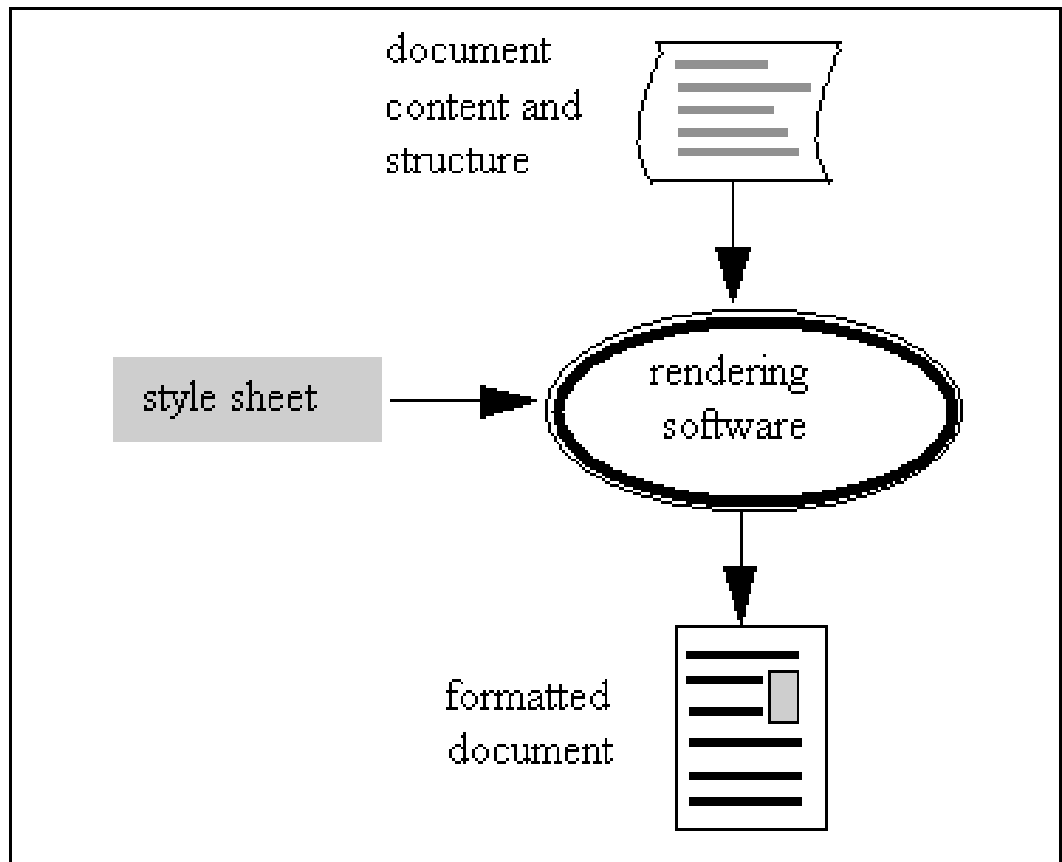 document
content and
structure
style sheet
rendering
software
formatted
document